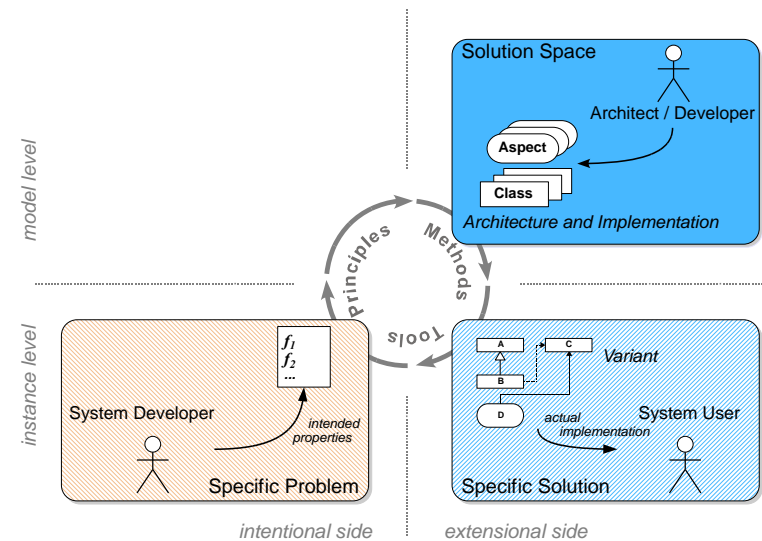 Solution Space
Architect / Developer
Aspect
Class
Architecture and Implementation
model level
Principles
Methods
Tools
instance level
f1
f2
...
System Developer
intended
properties
Specific Problem
A
C
B
D
Variant
actual
implementation
System User
Specific Solution
intentional side
extensional side